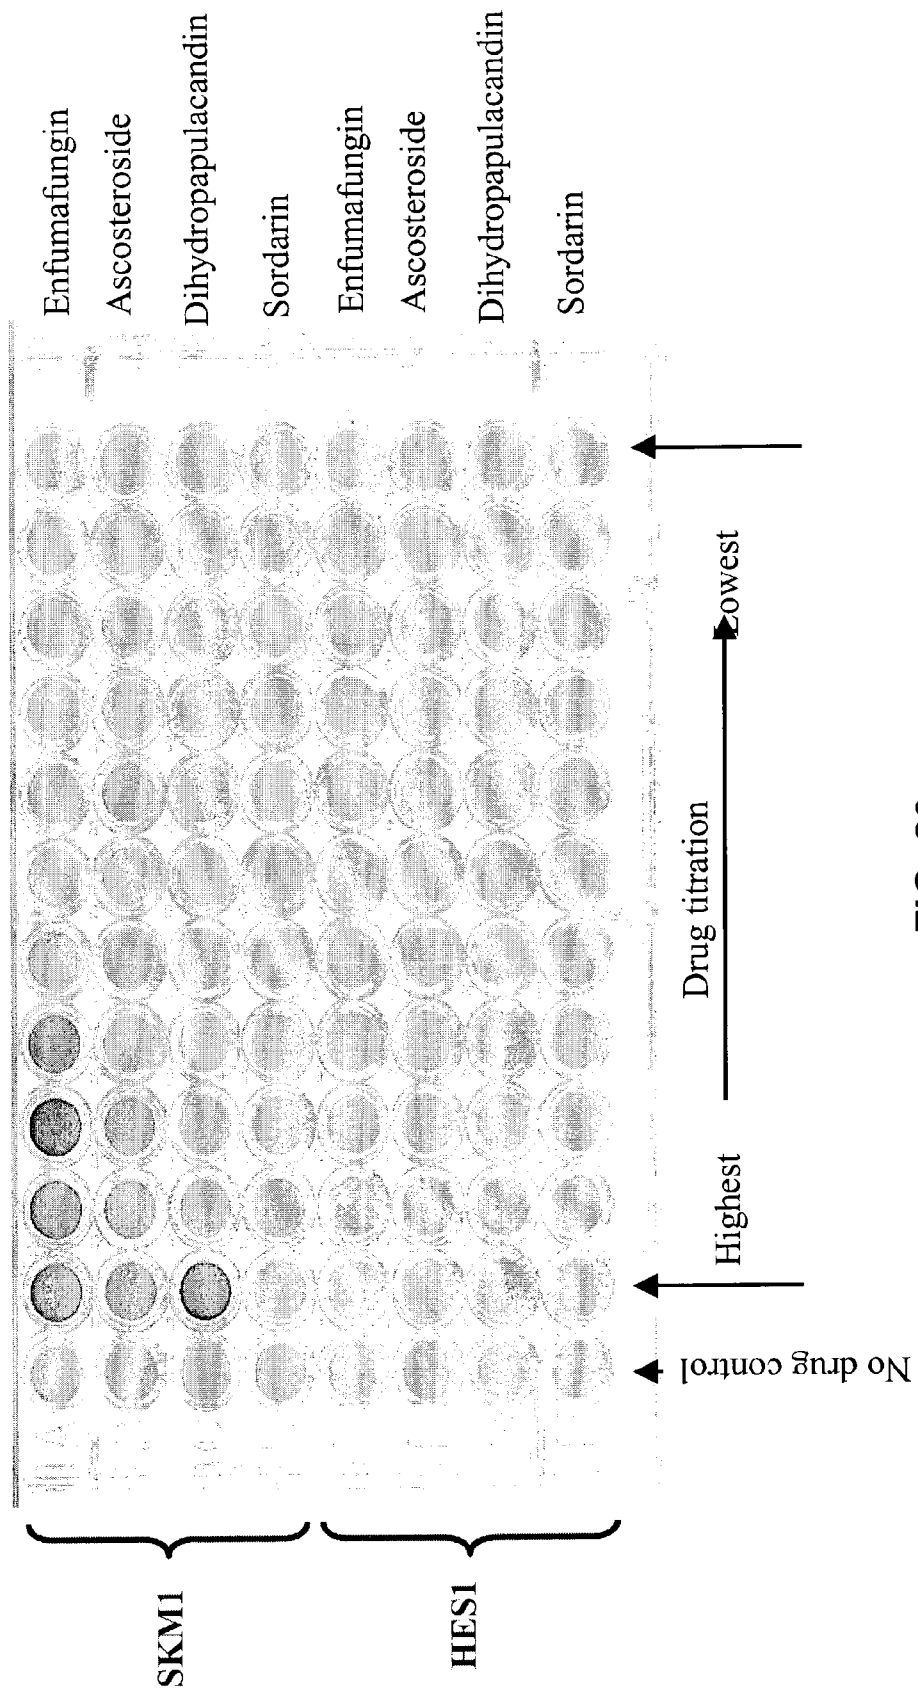 SKM1
Enfumafungin
Ascosteroside
Dihydropapulacandin
Sordarin
HES1
Enfumafungin
Ascosteroside
Dihydropapulacandin
Sordarin
No drug control
Highest
Drug titration
Lowest